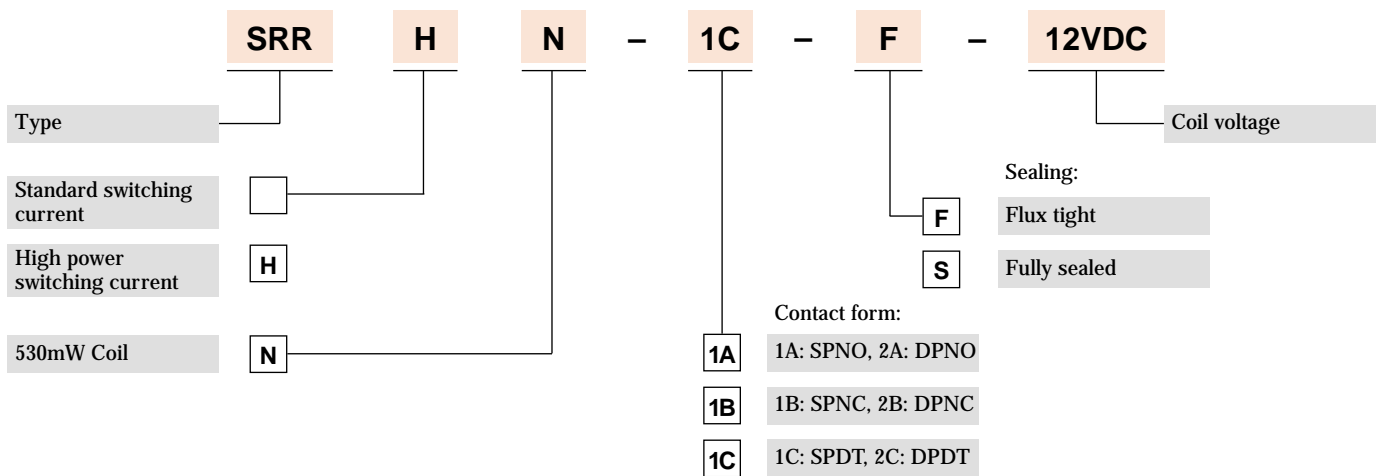 SRR H N – 1C – F – 12VDC
Type
Coil voltage
Standard switching
current
High power
switching current
H
530mW Coil
N
Sealing:
F Flux tight
S Fully sealed
Contact form:
1A 1A: SPNO, 2A: DPNO
1B 1B: SPNC, 2B: DPNC
1C 1C: SPDT, 2C: DPDT